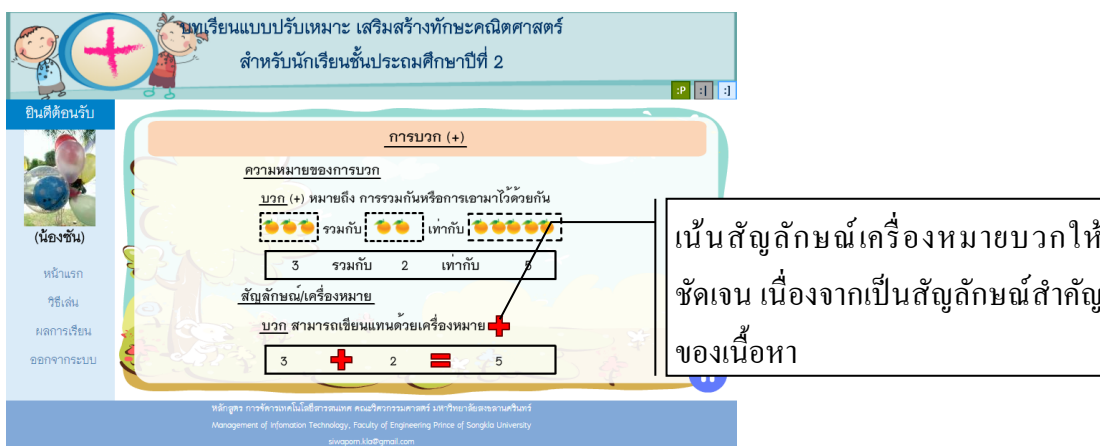 บทเรียนแบบปรับเหมาะ เสริมสร้างทักษะคณิตศาสตร์
สำหรับนักเรียนชั้นประถมศึกษาปีที่ 2
:P :| :]
ยินดีต้อนรับ
(น้องซัน)
หน้าแรก
วิธีเล่น
ผลการเรียน
ออกจากระบบ
การบวก (+)
ความหมายของการบวก
บวก (+) หมายถึง การรวมกันหรือการเอามาไว้ด้วยกัน
รวมกับ เท่ากับ
3 รวมกับ 2 เท่ากับ 5
สัญลักษณ์/เครื่องหมาย
บวก สามารถเขียนแทนด้วยเครื่องหมาย +
3 + 2 = 5
เน้นสัญลักษณ์เครื่องหมายบวกให้
ชัดเจน เนื่องจากเป็นสัญลักษณ์สำคัญ
ของเนื้อหา
หลักสูตร การจัดการเทคโนโลยีสารสนเทศ คณะวิศวกรรมศาสตร์ มหาวิทยาลัยสงขลานครินทร์
Management of Infomation Technology, Faculty of Engineering Prince of Songkla University
siwaporn.kla@gmail.com